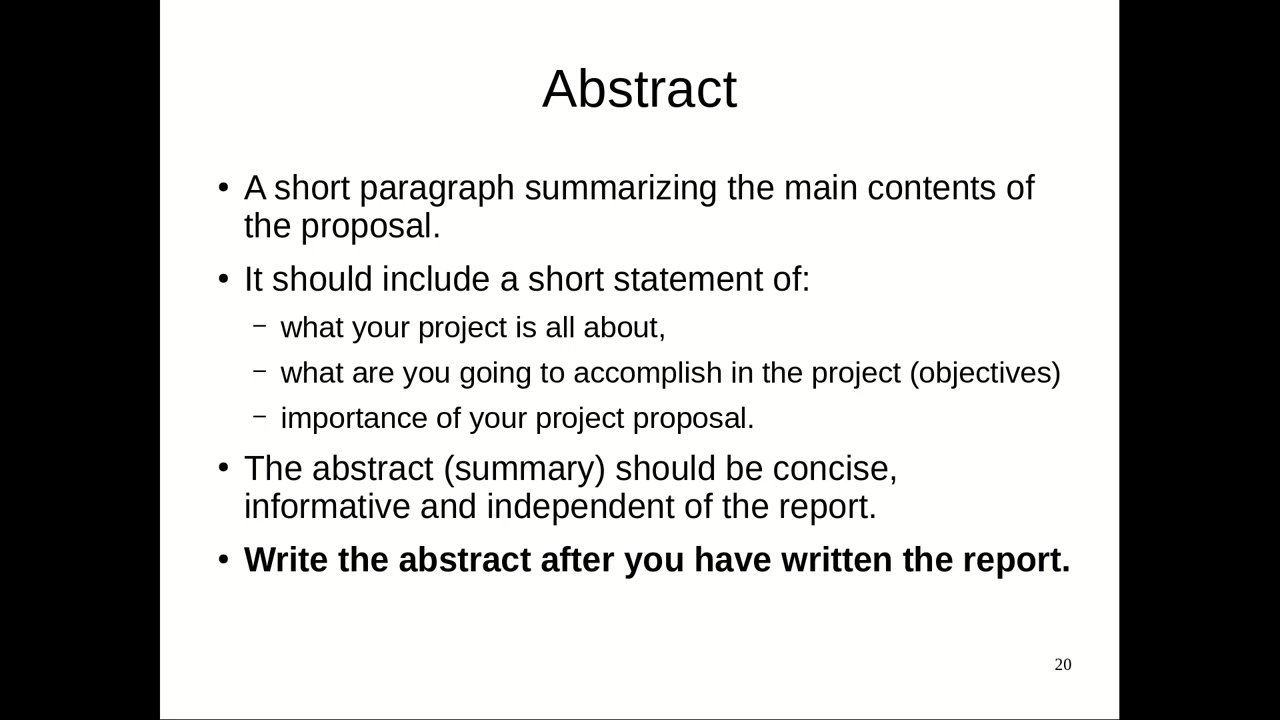 Abstract
• A short paragraph summarizing the main contents of
the proposal.
• It should include a short statement of:
– what your project is all about,
– what are you going to accomplish in the project (objectives)
– importance of your project proposal.
• The abstract (summary) should be concise,
informative and independent of the report.
• Write the abstract after you have written the report.
20